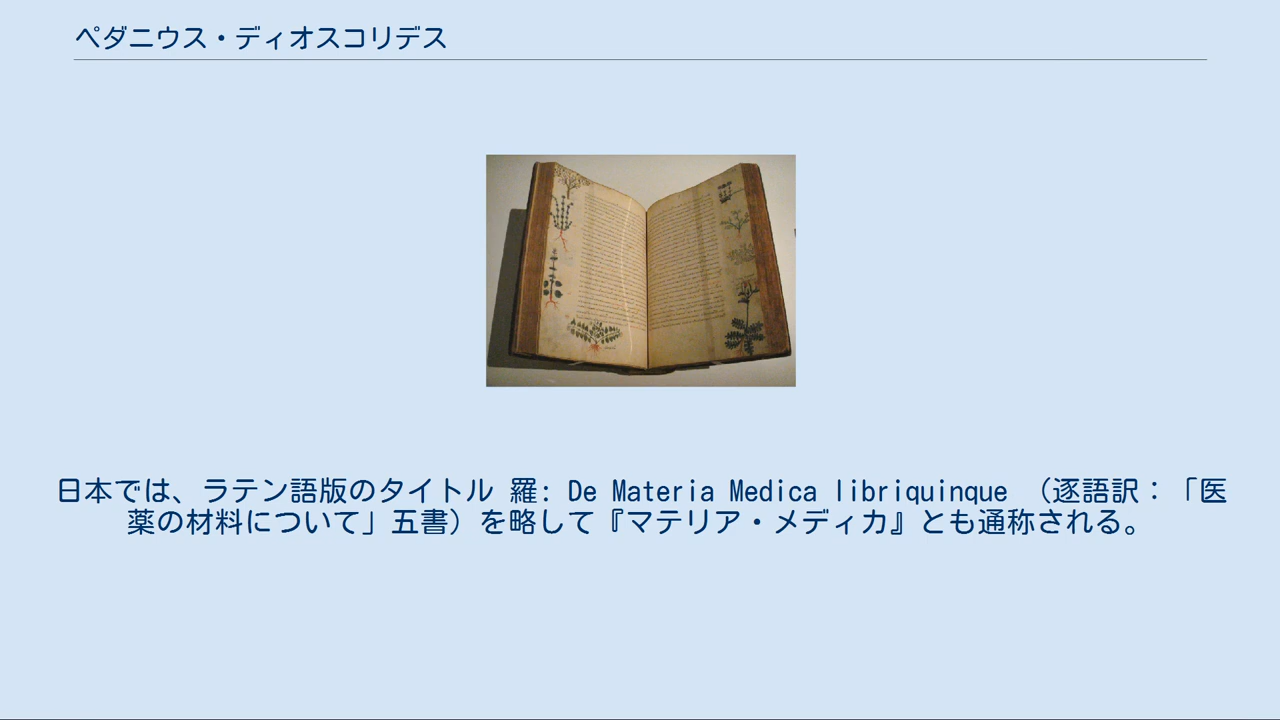 ペダニウス・ディオスコリデス
日本では、ラテン語版のタイトル 羅: De Materia Medica libriquinque （逐語訳：「医
薬の材料について」五書）を略して『マテリア・メディカ』とも通称される。